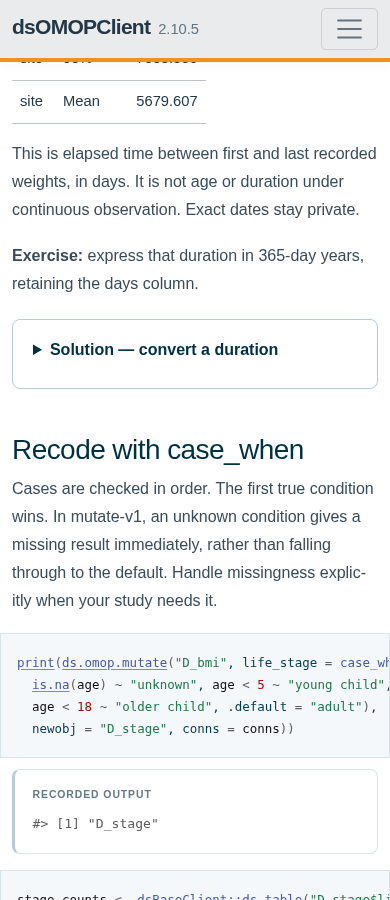 dsOMOPClient 2.10.5
site Mean 5679.607
This is elapsed time between first and last recorded
weights, in days. It is not age or duration under
continuous observation. Exact dates stay private.
Exercise: express that duration in 365-day years,
retaining the days column.
Solution — convert a duration
Recode with case_when
Cases are checked in order. The first true condition
wins. In mutate-v1, an unknown condition gives a
missing result immediately, rather than falling
through to the default. Handle missingness explic-
itly when your study needs it.
print(ds.omop.mutate("D_bmi", life_stage = case_wh
is.na(age) ~ "unknown", age < 5 ~ "young child",
age < 18 ~ "older child", .default = "adult"),
newobj = "D_stage", conns = conns))
RECORDED OUTPUT
#> [1] "D_stage"